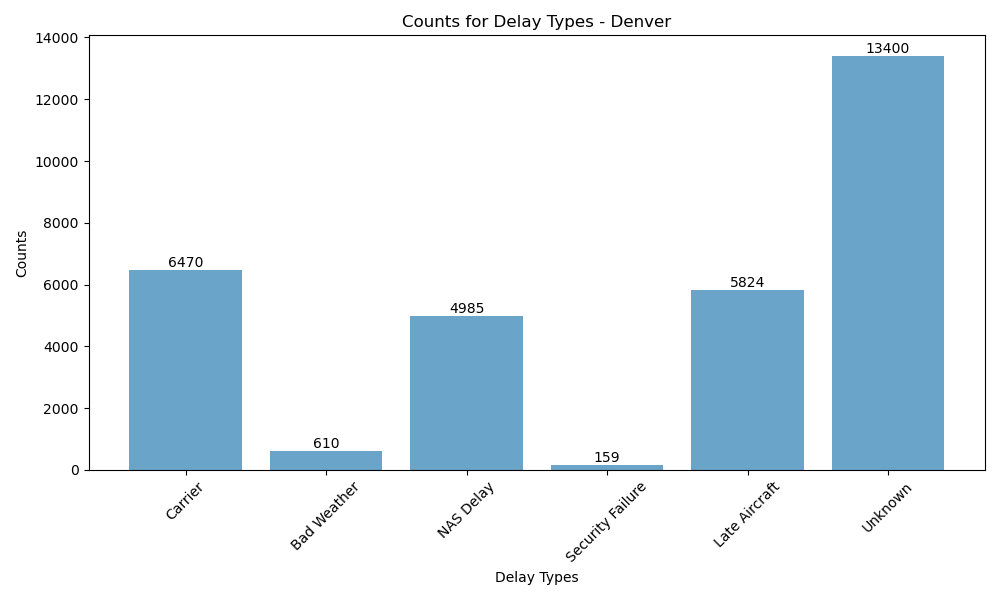 Counts for Delay Types - Denver
Counts
14000
12000
10000
8000
6000
4000
2000
0
6470
610
4985
159
5824
13400
Carrier
Bad Weather
NAS Delay
Security Failure
Late Aircraft
Unknown
Delay Types